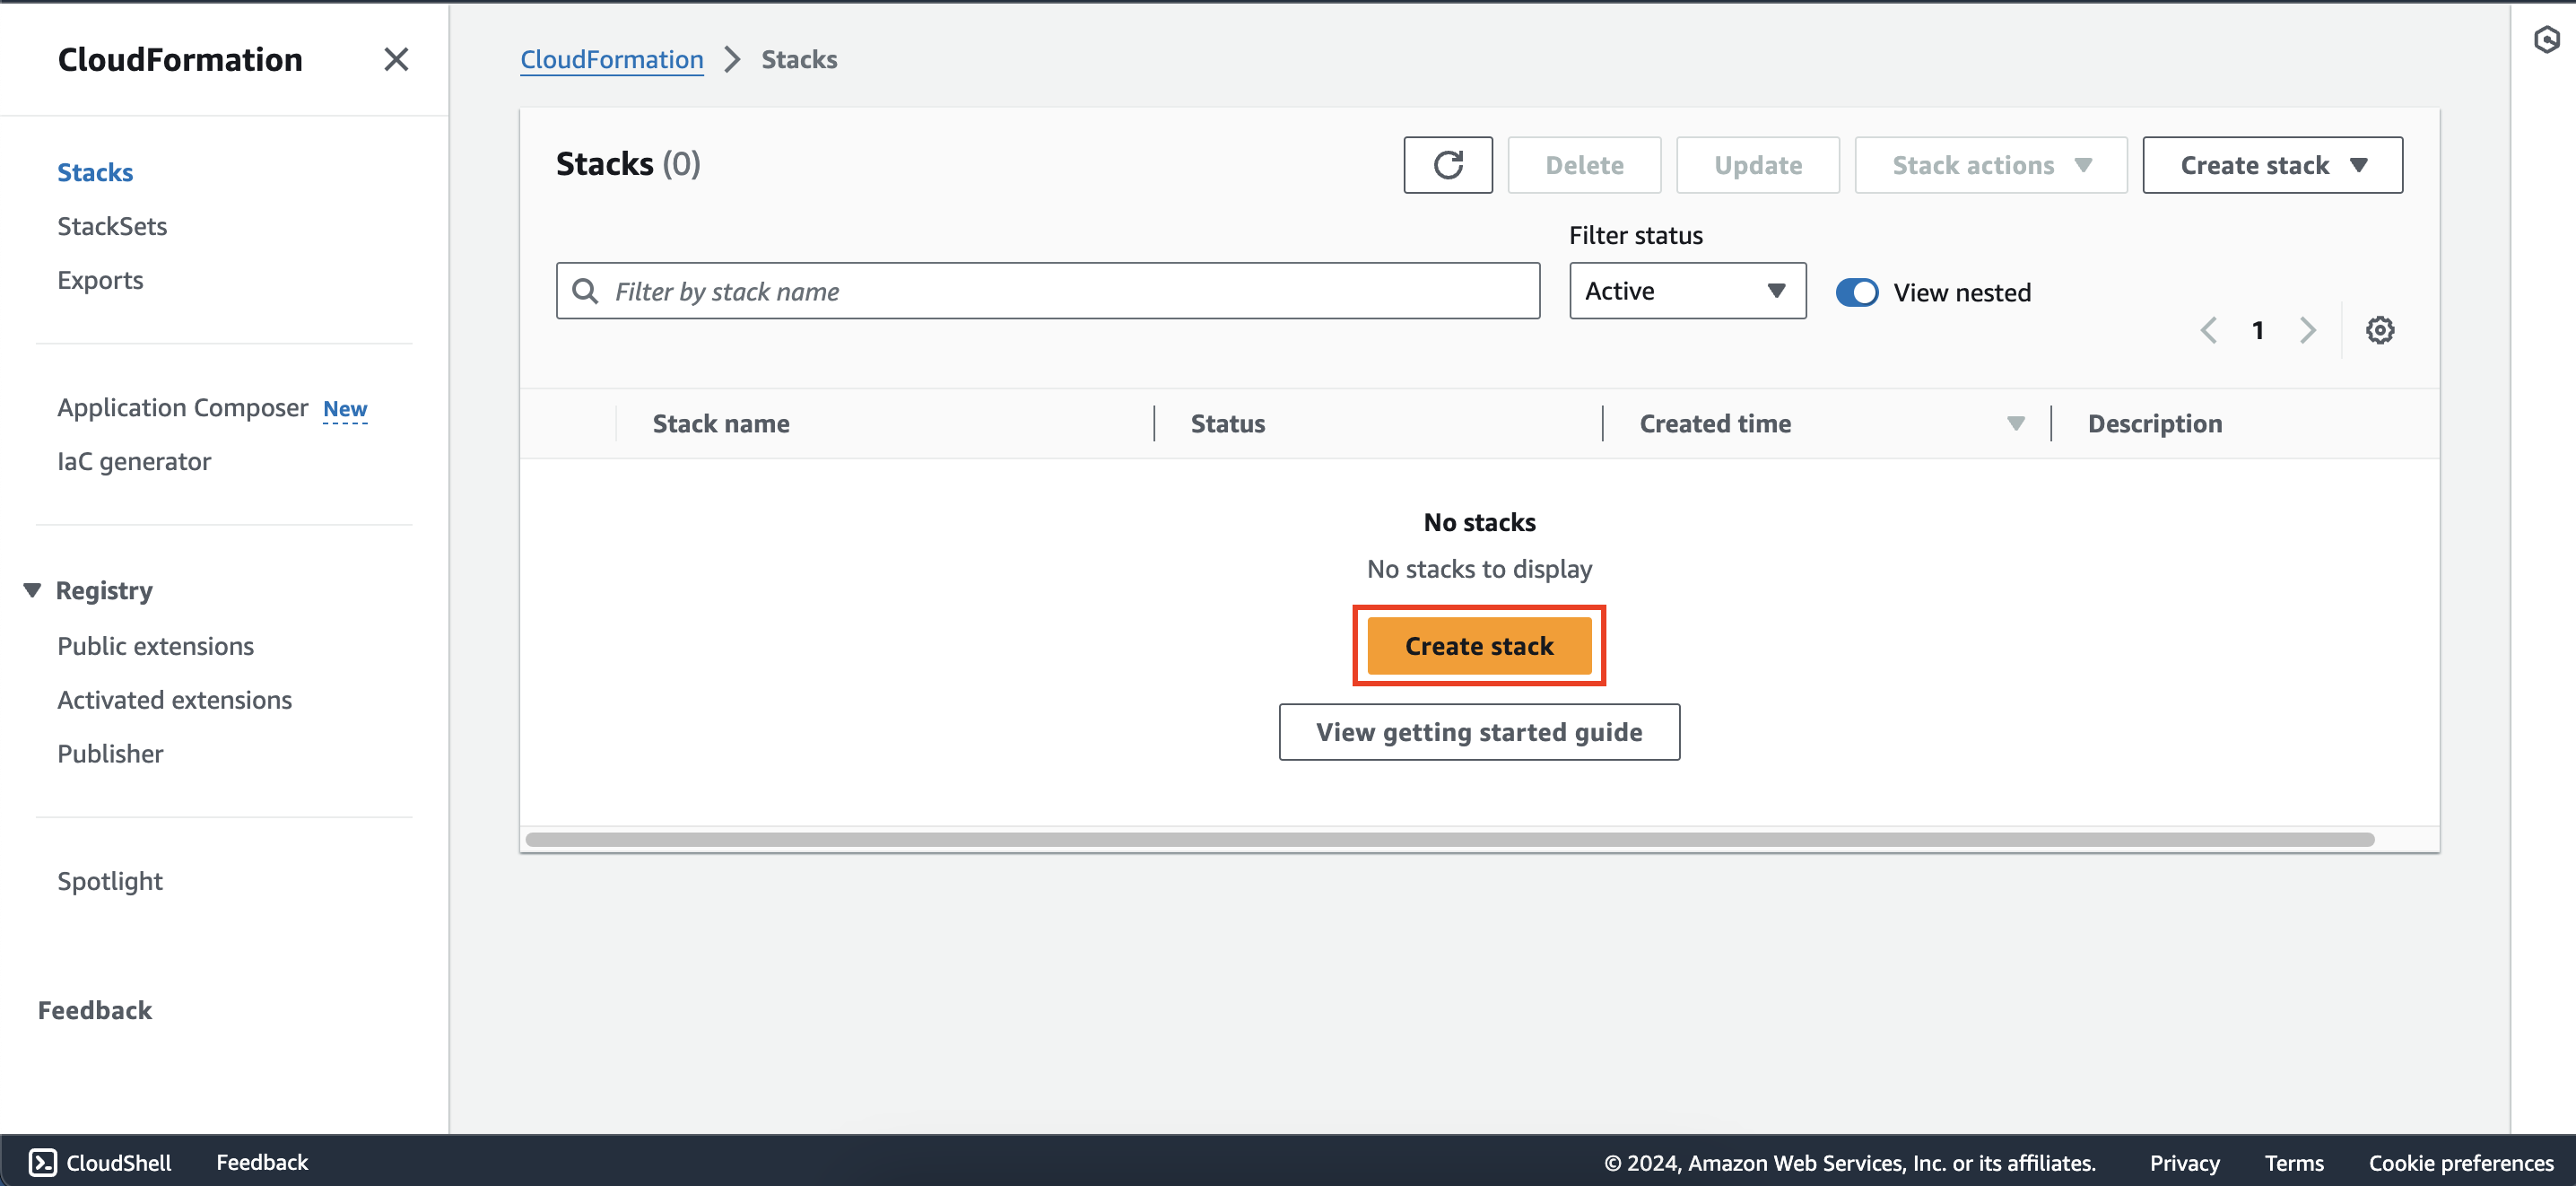 CloudFormation
Stacks
StackSets
Exports
Application Composer New
IaC generator
Registry
Public extensions
Activated extensions
Publisher
Spotlight
Feedback
CloudFormation Stacks
Stacks (0)
Delete Update Stack actions Create stack
Filter status
Filter by stack name Active View nested
1
Stack name Status Created time Description
No stacks
No stacks to display
Create stack
View getting started guide
CloudShell Feedback © 2024, Amazon Web Services, Inc. or its affiliates. Privacy Terms Cookie preferences